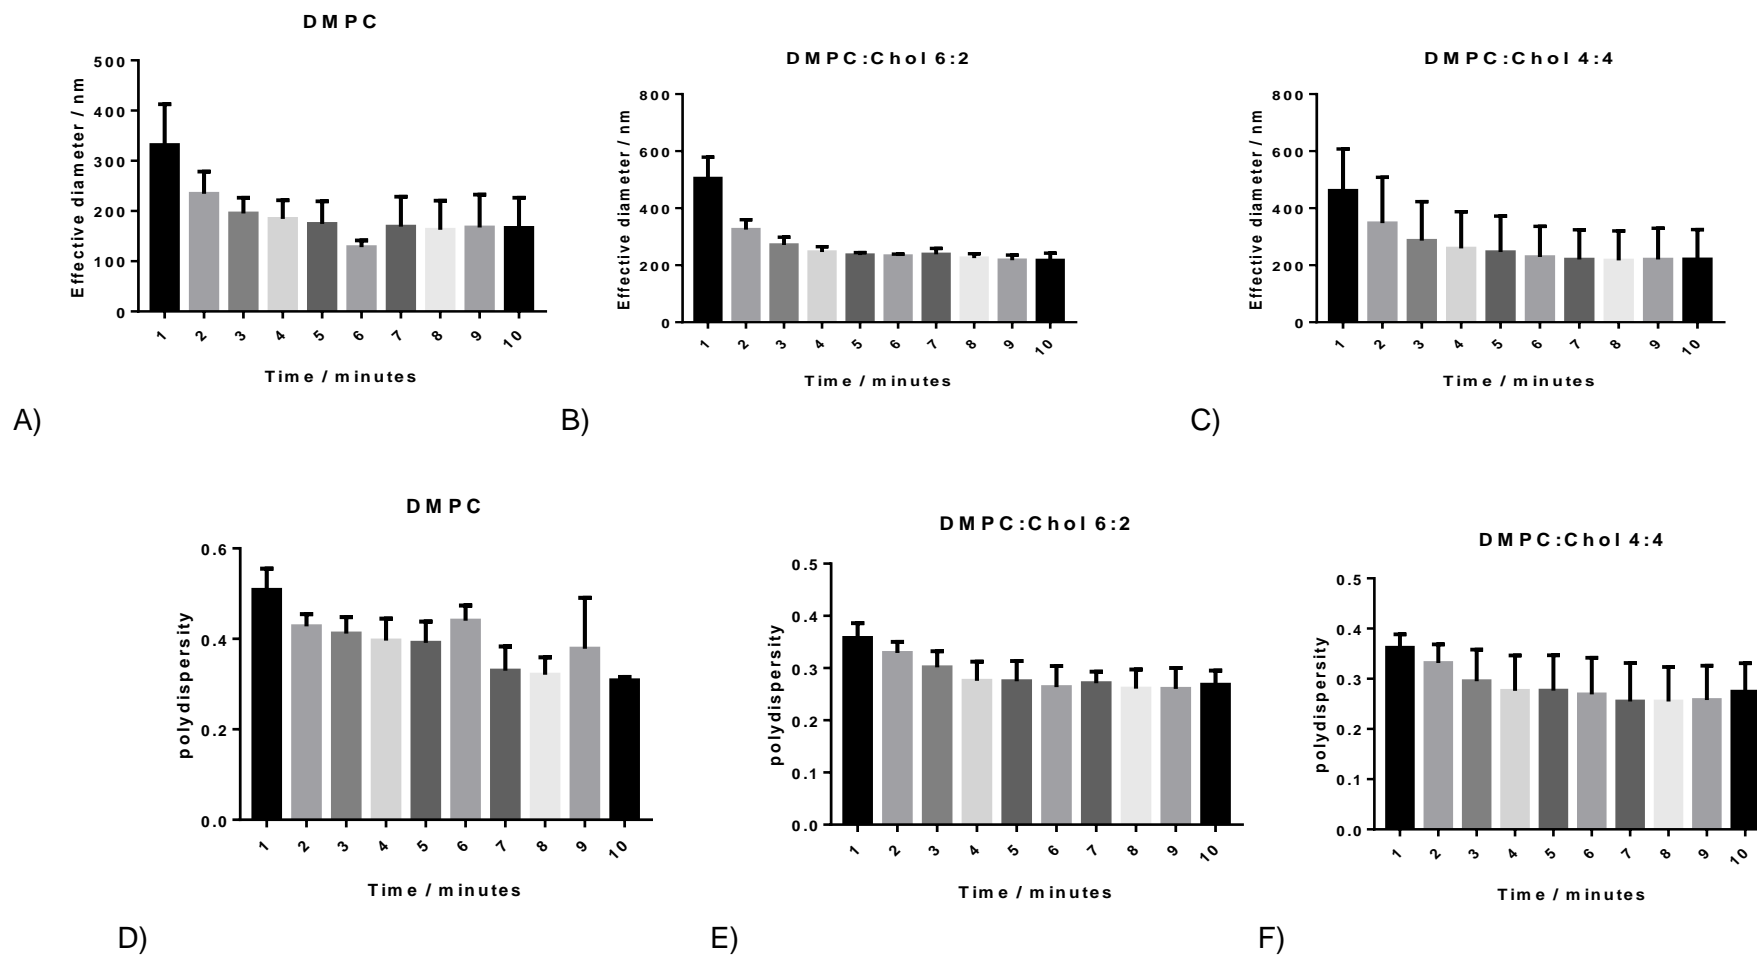 DMPC
Effective diameter / nm
500
400
300
200
100
0
1 2 3 4 5 6 7 8 9 10
Time / minutes
A)
DMPC:Chol 6:2
Effective diameter / nm
800
600
400
200
0
1 2 3 4 5 6 7 8 9 10
Time / minutes
B)
DMPC:Chol 4:4
Effective diameter / nm
800
600
400
200
0
1 2 3 4 5 6 7 8 9 10
Time / minutes
C)
DMPC
polydispersity
0.6
0.4
0.2
0.0
1 2 3 4 5 6 7 8 9 10
Time / minutes
D)
DMPC:Chol 6:2
polydispersity
0.5
0.4
0.3
0.2
0.1
0.0
1 2 3 4 5 6 7 8 9 10
Time / minutes
E)
DMPC:Chol 4:4
polydispersity
0.5
0.4
0.3
0.2
0.1
0.0
1 2 3 4 5 6 7 8 9 10
Time / minutes
F)